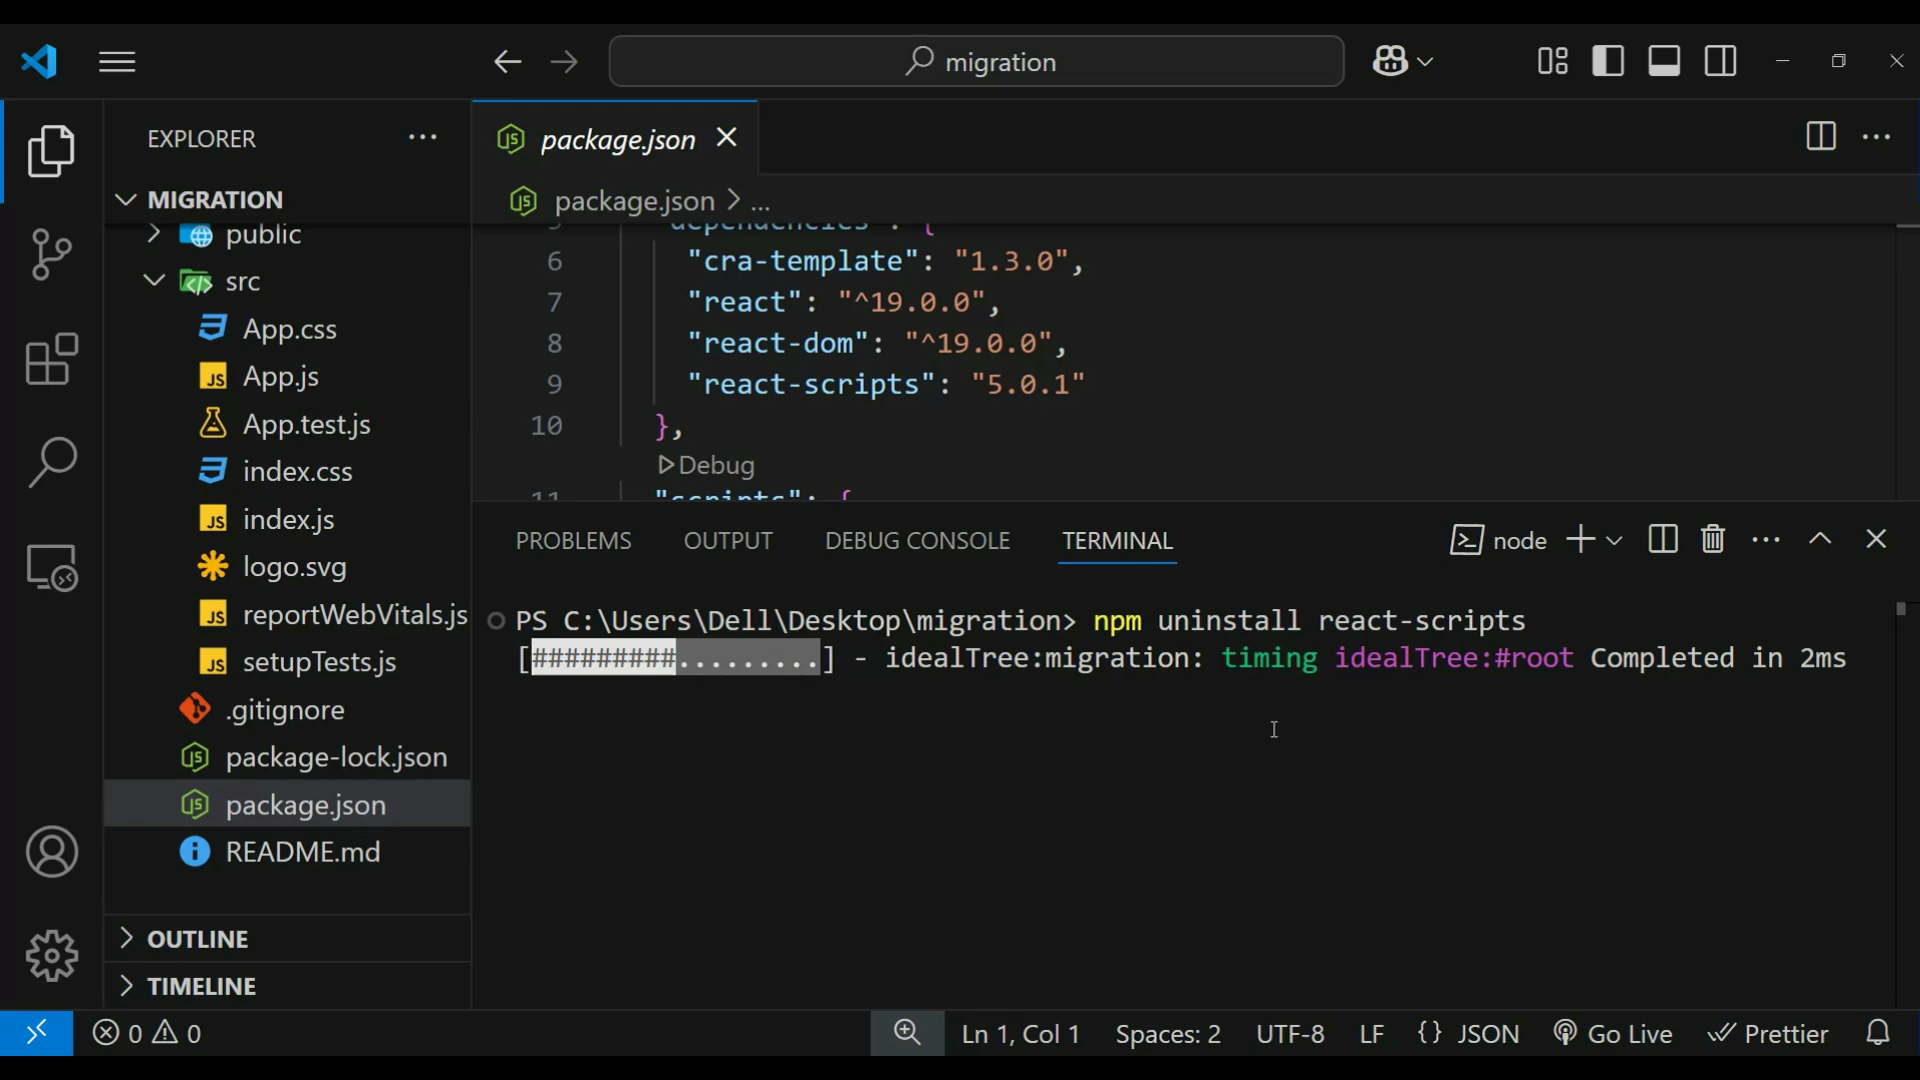 migration
EXPLORER
MIGRATION
public
src
App.css
App.js
App.test.js
index.css
index.js
logo.svg
reportWebVitals.js
setupTests.js
.gitignore
package-lock.json
package.json
README.md
OUTLINE
TIMELINE
package.json
package.json > ...
5 "dependencies": {
6 "cra-template": "1.3.0",
7 "react": "^19.0.0",
8 "react-dom": "^19.0.0",
9 "react-scripts": "5.0.1"
10 },
Debug
11 "scripts": {
PROBLEMS OUTPUT DEBUG CONSOLE TERMINAL node
PS C:\Users\Dell\Desktop\migration> npm uninstall react-scripts
[#########.........] - idealTree:migration: timing idealTree:#root Completed in 2ms
0 0 Ln 1, Col 1 Spaces: 2 UTF-8 LF {} JSON Go Live Prettier